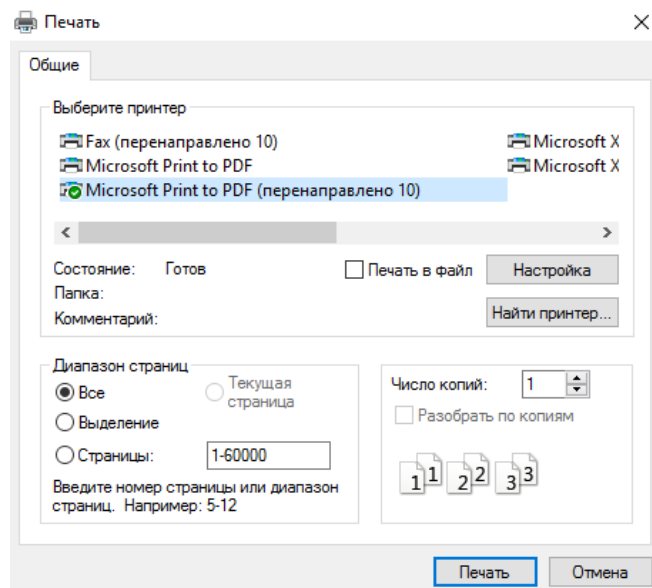 Печать
Общие
Выберите принтер
Fax (перенаправлено 10)
Microsoft X
Microsoft Print to PDF
Microsoft X
Microsoft Print to PDF (перенаправлено 10)
Состояние: Готов
Печать в файл
Настройка
Папка:
Комментарий:
Найти принтер...
Диапазон страниц
Все
Текущая
страница
Выделение
Страницы: 1-60000
Введите номер страницы или диапазон
страниц. Например: 5-12
Число копий: 1
Разобрать по копиям
1 1 2 2 3 3
Печать
Отмена